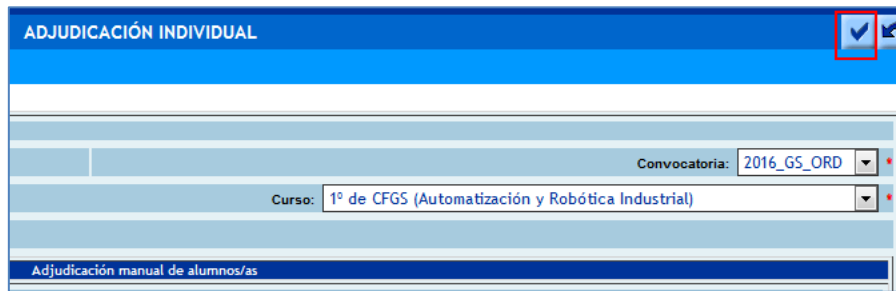 ADJUDICACIÓN INDIVIDUAL
Convocatoria: 2016_GS_ORD *
Curso: 1º de CFGS (Automatización y Robótica Industrial) *
Adjudicación manual de alumnos/as